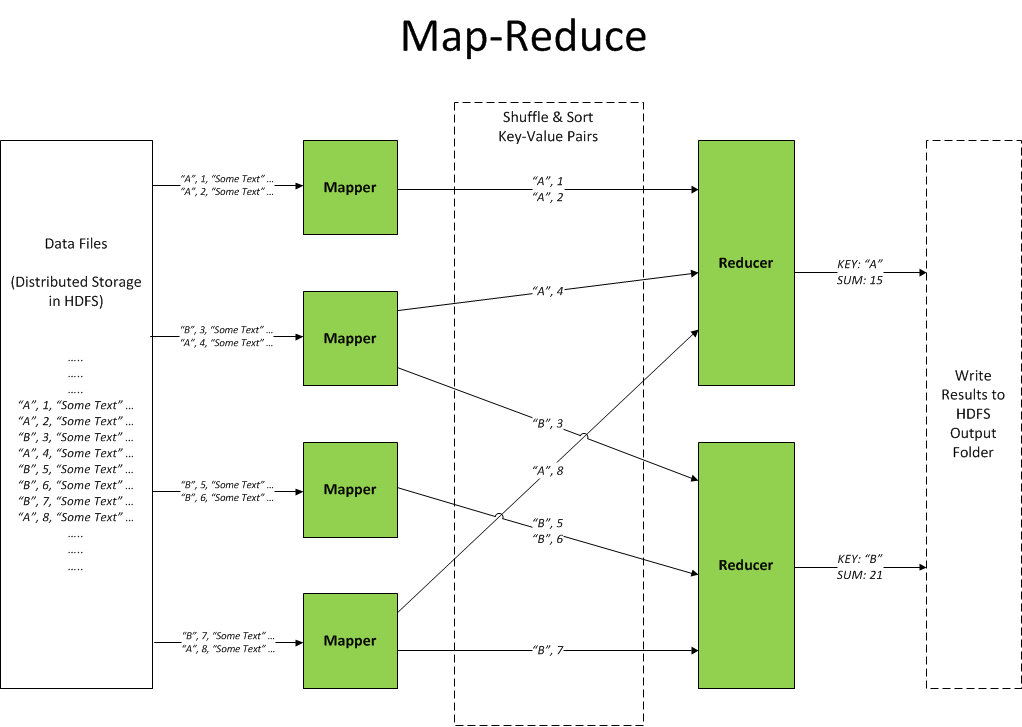 Map-Reduce
Shuffle & Sort
Key-Value Pairs
Data Files
(Distributed Storage
in HDFS)
.....
.....
.....
“A”, 1, “Some Text” ...
“A”, 2, “Some Text” ...
“B”, 3, “Some Text” ...
“A”, 4, “Some Text” ...
“B”, 5, “Some Text” ...
“B”, 6, “Some Text” ...
“B”, 7, “Some Text” ...
“A”, 8, “Some Text” ...
.....
.....
.....
“A”, 1, “Some Text” ...
“A”, 2, “Some Text” ...
“B”, 3, “Some Text” ...
“A”, 4, “Some Text” ...
“B”, 5, “Some Text” ...
“B”, 6, “Some Text” ...
“B”, 7, “Some Text” ...
“A”, 8, “Some Text” ...
Mapper
Mapper
Mapper
Mapper
“A”, 1
“A”, 2
“A”, 4
“B”, 3
“A”, 8
“B”, 5
“B”, 6
“B”, 7
Reducer
Reducer
KEY: “A”
SUM: 15
KEY: “B”
SUM: 21
Write
Results to
HDFS
Output
Folder